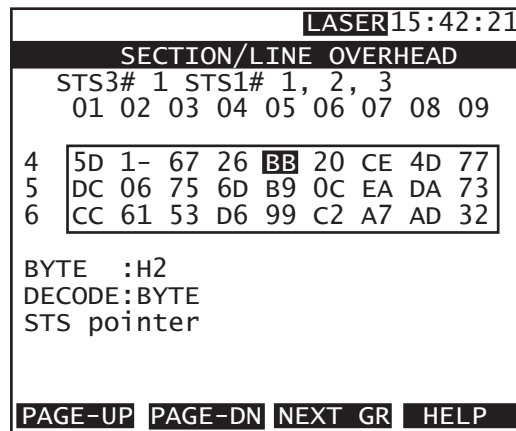 LASER 15:42:21
SECTION/LINE OVERHEAD
STS3# 1 STS1# 1, 2, 3
01 02 03 04 05 06 07 08 09
4 5D 1- 67 26 BB 20 CE 4D 77
5 DC 06 75 6D B9 0C EA DA 73
6 CC 61 53 D6 99 C2 A7 AD 32
BYTE :H2
DECODE:BYTE
STS pointer
PAGE-UP PAGE-DN NEXT GR HELP